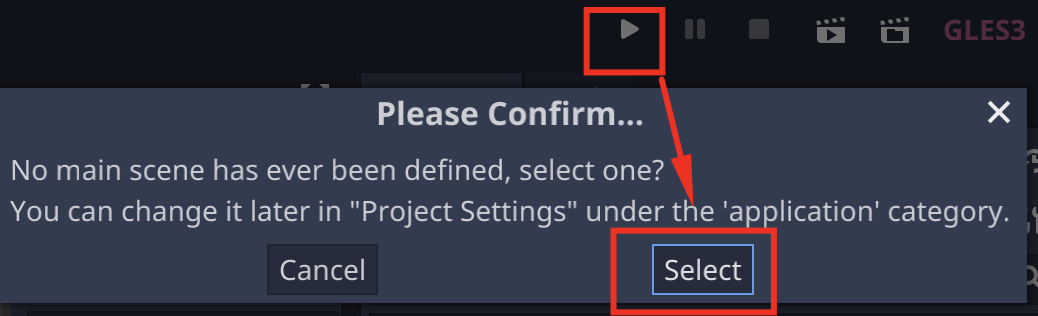 GLES3
Please Confirm...
No main scene has ever been defined, select one?
You can change it later in "Project Settings" under the 'application' category.
Cancel
Select